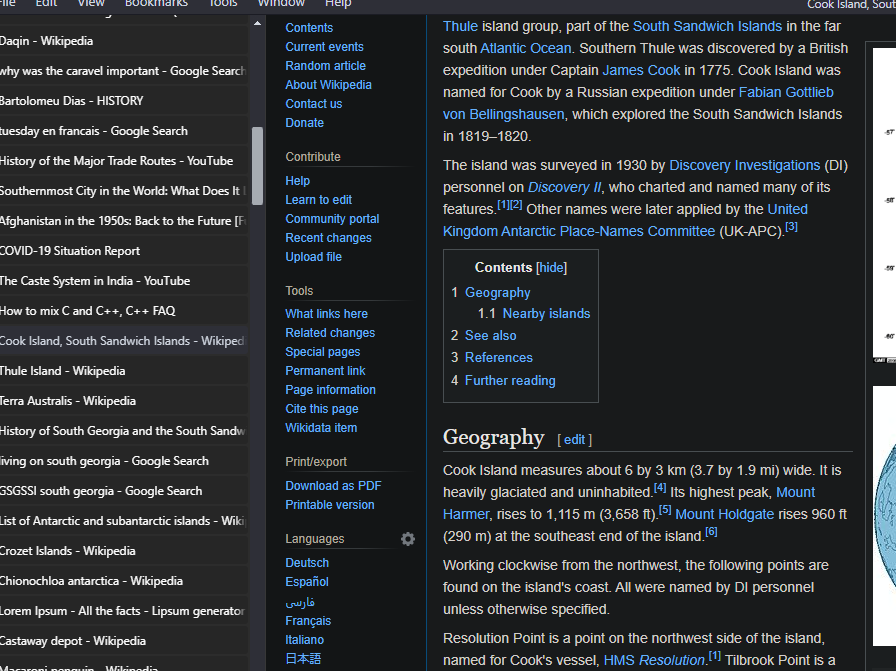 File Edit View Bookmarks Tools Window Help
Cook Island, Sout
Daqin - Wikipedia
why was the caravel important - Google Search
Bartolomeu Dias - HISTORY
tuesday en francais - Google Search
History of the Major Trade Routes - YouTube
Southernmost City in the World: What Does It
Afghanistan in the 1950s: Back to the Future [F
COVID-19 Situation Report
The Caste System in India - YouTube
How to mix C and C++, C++ FAQ
Cook Island, South Sandwich Islands - Wikiped
Thule Island - Wikipedia
Terra Australis - Wikipedia
History of South Georgia and the South Sandw
living on south georgia - Google Search
GSGSSI south georgia - Google Search
List of Antarctic and subantarctic islands - Wiki
Crozet Islands - Wikipedia
Chionochloa antarctica - Wikipedia
Lorem Ipsum - All the facts - Lipsum generator
Castaway depot - Wikipedia
Macaroni penguin - Wikipedia
Contents
Current events
Random article
About Wikipedia
Contact us
Donate
Contribute
Help
Learn to edit
Community portal
Recent changes
Upload file
Tools
What links here
Related changes
Special pages
Permanent link
Page information
Cite this page
Wikidata item
Print/export
Download as PDF
Printable version
Languages
Deutsch
Español
فارسی
Français
Italiano
日本語
Thule island group, part of the South Sandwich Islands in the far
south Atlantic Ocean. Southern Thule was discovered by a British
expedition under Captain James Cook in 1775. Cook Island was
named for Cook by a Russian expedition under Fabian Gottlieb
von Bellingshausen, which explored the South Sandwich Islands
in 1819–1820.
The island was surveyed in 1930 by Discovery Investigations (DI)
personnel on Discovery II, who charted and named many of its
features.[1][2] Other names were later applied by the United
Kingdom Antarctic Place-Names Committee (UK-APC).[3]
Contents [hide]
1 Geography
1.1 Nearby islands
2 See also
3 References
4 Further reading
Geography [ edit ]
Cook Island measures about 6 by 3 km (3.7 by 1.9 mi) wide. It is
heavily glaciated and uninhabited.[4] Its highest peak, Mount
Harmer, rises to 1,115 m (3,658 ft).[5] Mount Holdgate rises 960 ft
(290 m) at the southeast end of the island.[6]
Working clockwise from the northwest, the following points are
found on the island's coast. All were named by DI personnel
unless otherwise specified.
Resolution Point is a point on the northwest side of the island,
named for Cook's vessel, HMS Resolution.[1] Tilbrook Point is a